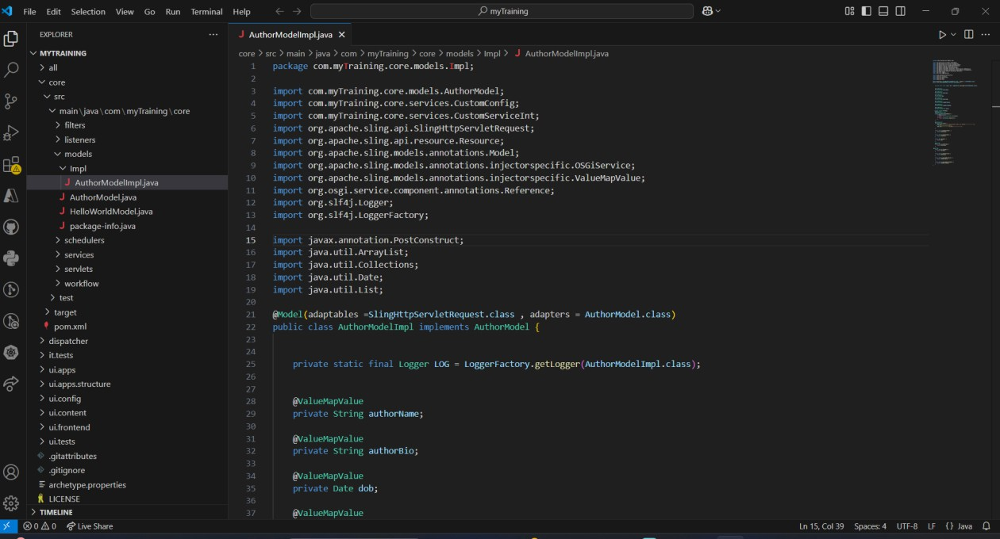 File Edit Selection View Go Run Terminal Help myTraining
EXPLORER
MYTRAINING
all
core
src
main\java\com\myTraining\core
filters
listeners
models
Impl
AuthorModelImpl.java
AuthorModel.java
HelloWorldModel.java
package-info.java
schedulers
services
servlets
workflow
test
target
pom.xml
dispatcher
it.tests
ui.apps
ui.apps.structure
ui.config
ui.content
ui.frontend
ui.tests
.gitattributes
.gitignore
archetype.properties
LICENSE
TIMELINE
AuthorModelImpl.java
core > src > main > java > com > myTraining > core > models > Impl > AuthorModelImpl.java
1 package com.myTraining.core.models.Impl;
2
3 import com.myTraining.core.models.AuthorModel;
4 import com.myTraining.core.services.CustomConfig;
5 import com.myTraining.core.services.CustomServiceInt;
6 import org.apache.sling.api.SlingHttpServletRequest;
7 import org.apache.sling.api.resource.Resource;
8 import org.apache.sling.models.annotations.Model;
9 import org.apache.sling.models.annotations.injectorspecific.OSGiService;
10 import org.apache.sling.models.annotations.injectorspecific.ValueMapValue;
11 import org.osgi.service.component.annotations.Reference;
12 import org.slf4j.Logger;
13 import org.slf4j.LoggerFactory;
14
15 import javax.annotation.PostConstruct;
16 import java.util.ArrayList;
17 import java.util.Collections;
18 import java.util.Date;
19 import java.util.List;
20
21 @Model(adaptables =SlingHttpServletRequest.class , adapters = AuthorModel.class)
22 public class AuthorModelImpl implements AuthorModel {
23
24
25 private static final Logger LOG = LoggerFactory.getLogger(AuthorModelImpl.class);
26
27
28 @ValueMapValue
29 private String authorName;
30
31 @ValueMapValue
32 private String authorBio;
33
34 @ValueMapValue
35 private Date dob;
36
37 @ValueMapValue
0 0 Live Share Ln 15, Col 39 Spaces: 4 UTF-8 LF {} Java